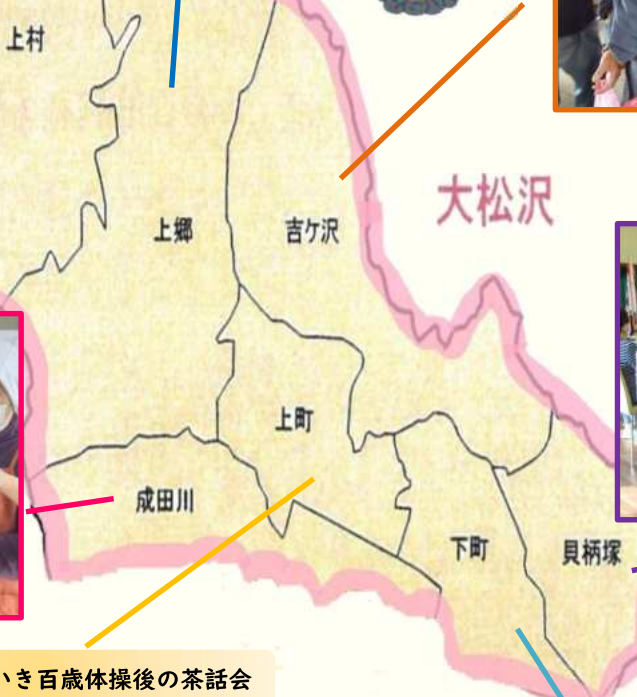 上村
大松沢
上郷
吉ケ沢
上町
成田川
下町
貝柄塚
いき百歳体操後の茶話会